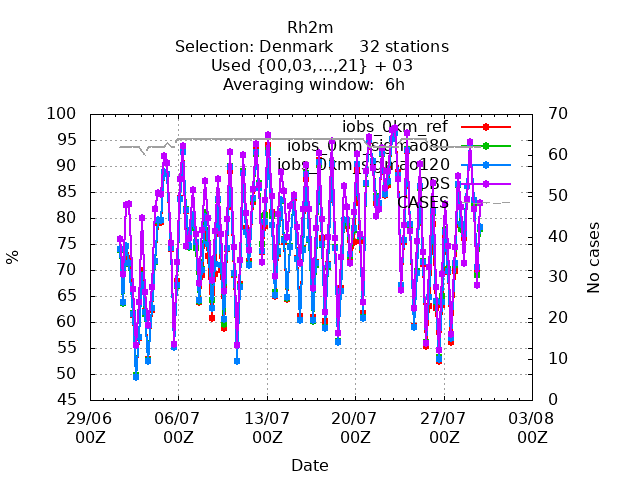 Rh2m
Selection: Denmark 32 stations
Used {00,03,...,21} + 03
Averaging window: 6h
100
95
90
85
80
75
70
65
60
55
50
45
70
60
50
40
30
20
10
0
%
No cases
iobs_0km_ref
iobs_0km_sigmao80
iobs_0km_sigmao120
OBS
CASES
29/06 06/07 13/07 20/07 27/07 03/08
00Z 00Z 00Z 00Z 00Z 00Z
Date